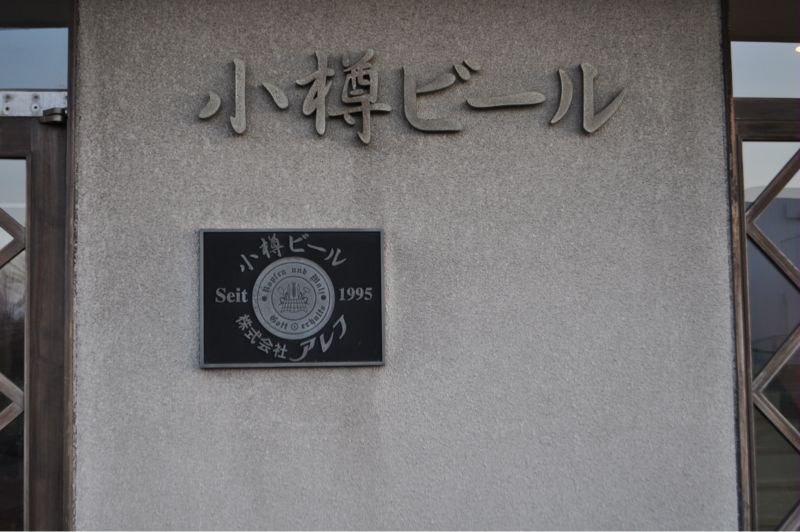 小樽ビール
小樽ビール
Seit 1995
Hopfen und Malz
Gott erhalts
株式会社 アレフ